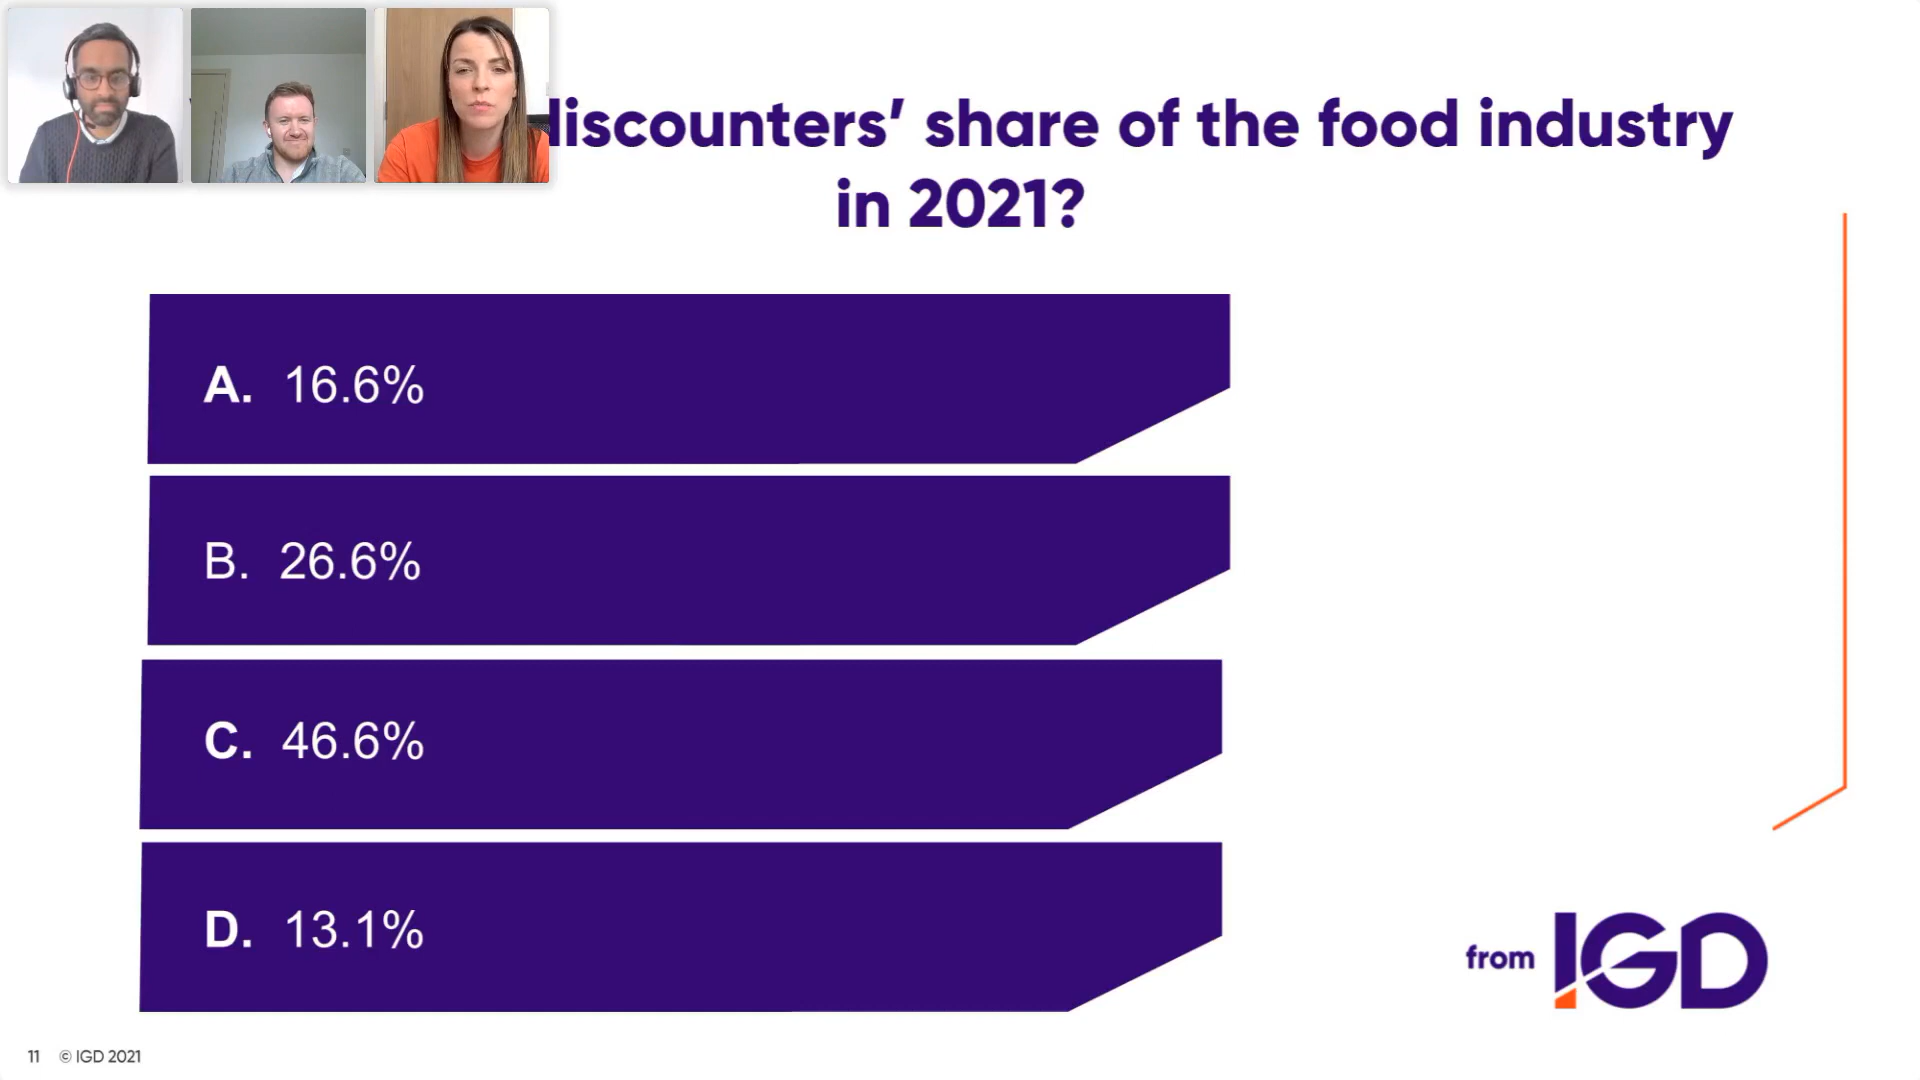 discounters’ share of the food industry
in 2021?
A. 16.6%
B. 26.6%
C. 46.6%
D. 13.1%
from IGD
11 © IGD 2021